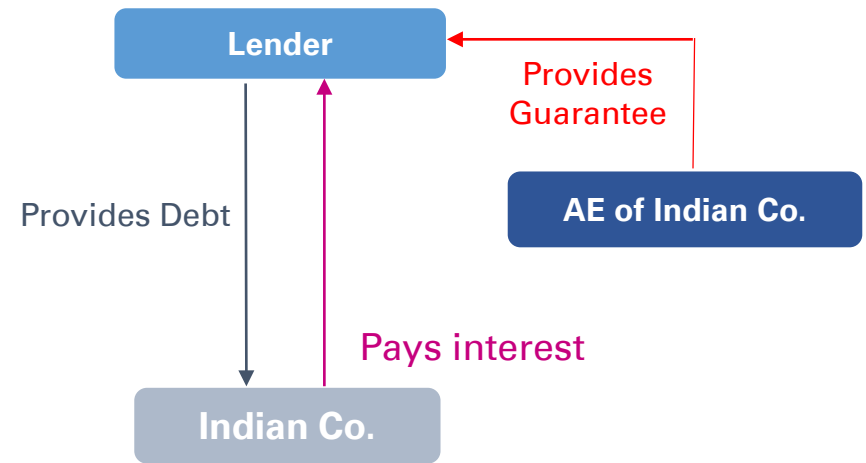 Lender
Provides
Guarantee
AE of Indian Co.
Provides Debt
Pays interest
Indian Co.